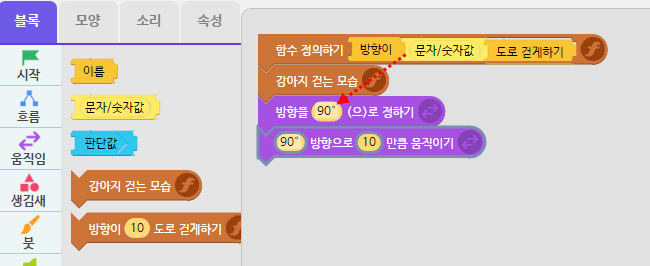 블록 모양 소리 속성
시작
흐름
움직임
생김새
붓
이름
문자/숫자값
판단값
강아지 걷는 모습
방향이 10 도로 걷게하기
함수 정의하기 방향이 문자/숫자값 도로 걷게하기
강아지 걷는 모습
방향을 90° (으)로 정하기
90° 방향으로 10 만큼 움직이기